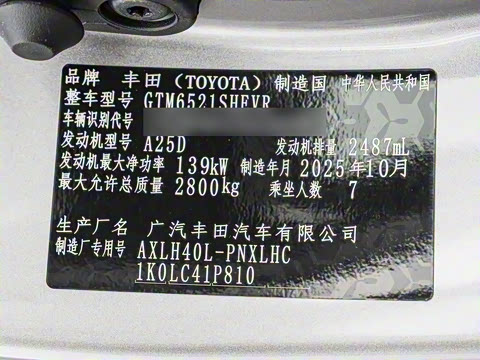 品牌 丰田（TOYOTA） 制造国 中华人民共和国
整车型号 GTM6521SHEVR
车辆识别代号
发动机型号 A25D 发动机排量 2487mL
发动机最大净功率 139kW 制造年月 2025年10月
最大允许总质量 2800kg 乘坐人数 7
生产厂名 广汽丰田汽车有限公司
制造厂专用号 AXLH40L-PNXLHC
1K0LC41P810